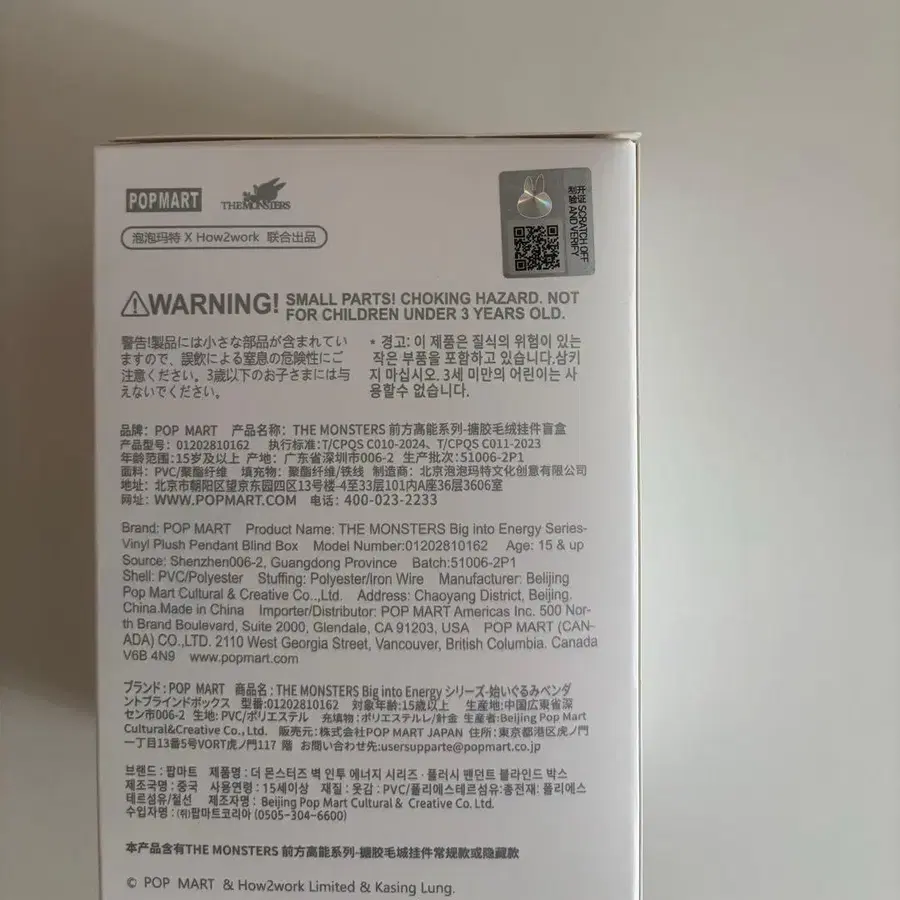 POPMART
THE MONSTERS
泡泡玛特 X How2work 联合出品
SCRATCH OFF
AND VERIFY
WARNING!
SMALL PARTS! CHOKING HAZARD. NOT
FOR CHILDREN UNDER 3 YEARS OLD.
警告!製品には小さな部品が含まれてい
ますので、誤飲による窒息の危険性にご
注意ください。3歳以下のお子さまには与
えないでください。
* 경고: 이 제품은 질식의 위험이 있는
작은 부품을 포함하고 있습니다.삼키
지 마십시오. 3세 미만의 어린이는 사
용할수 없습니다.
品牌: POP MART 产品名称: THE MONSTERS 前方高能系列-搪胶毛绒挂件盲盒
产品型号: 01202810162 执行标准:T/CPQS C010-2024、T/CPQS C011-2023
年龄范围:15岁及以上 产地: 广东省深圳市006-2 生产批次:51006-2P1
面料: PVC/聚酯纤维 填充物: 聚酯纤维/铁线 制造商: 北京泡泡玛特文化创意有限公司
地址: 北京市朝阳区望京东园四区13号楼-4至33层101内A座36层3606室
网址: WWW.POPMART.COM 电话: 400-023-2233
Brand: POP MART Product Name: THE MONSTERS Big into Energy Series-
Vinyl Plush Pendant Blind Box Model Number:01202810162 Age: 15 & up
Source: Shenzhen006-2, Guangdong Province Batch:51006-2P1
Shell: PVC/Polyester Stuffing: Polyester/Iron Wire Manufacturer: Belijing
Pop Mart Cultural & Creative Co.,,Ltd. Address: Chaoyang District, Beijing.
China.Made in China Importer/Distributor: POP MART Americas Inc. 500 Nor-
th Brand Boulevard, Suite 2000, Glendale, CA 91203, USA POP MART (CAN-
ADA) CO.,LTD. 2110 West Georgia Street, Vancouver, British Columbia. Canada
V6B 4N9 www.popmart.com
ブランド: POP MART 商品名: THE MONSTERS Big into Energy シリーズ-始いぐるみペンダ
ントブラインドボックス 型番:01202810162 対象年齢:15歳以上 生産地:中国広東省深
セン市006-2 生地: PVC/ポリエステル 充填物:ポリエステルレ/針金 生産者:Beijing Pop Mart
Cultural&Creative Co., Ltd. 販売元:株式会社POP MART JAPAN 住所:東京都港区虎ノ門
一丁目13番5号VORT虎ノ門117 階 お問い合わせ先:usersupparte@popmart.co.jp
브랜드 : 팝마트 제품명 : 더 몬스터즈 벽 인투 에너지 시리즈 · 플러시 팬던트 블라인드 박스
제조국명 : 중국 사용연령 : 15세이상 재질 : 옷감 : PVC/폴리에스테르섬유:총전재: 폴리에스
테르섬유/철선 제조자명 : Beijing Pop Mart Cultural & Creative Co. Ltd.
수입자명 : (쥐)팝마트코리아 (0505-304-6600)
本产品含有THE MONSTERS 前方高能系列-搪胶毛城挂件常规款或隐藏款
© POP MART & How2work Limited & Kasing Lung.